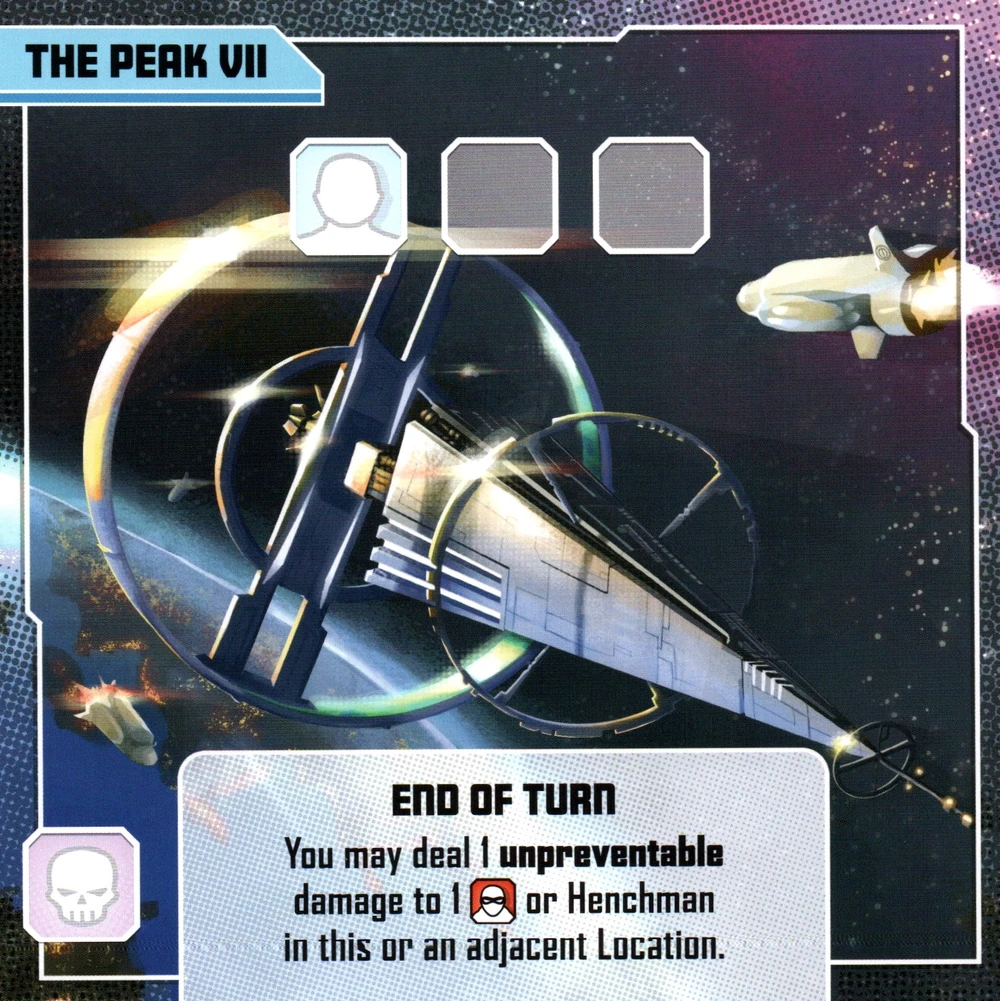 THE PEAK VII
END OF TURN
You may deal 1 unpreventable
damage to 1 or Henchman
in this or an adjacent Location.